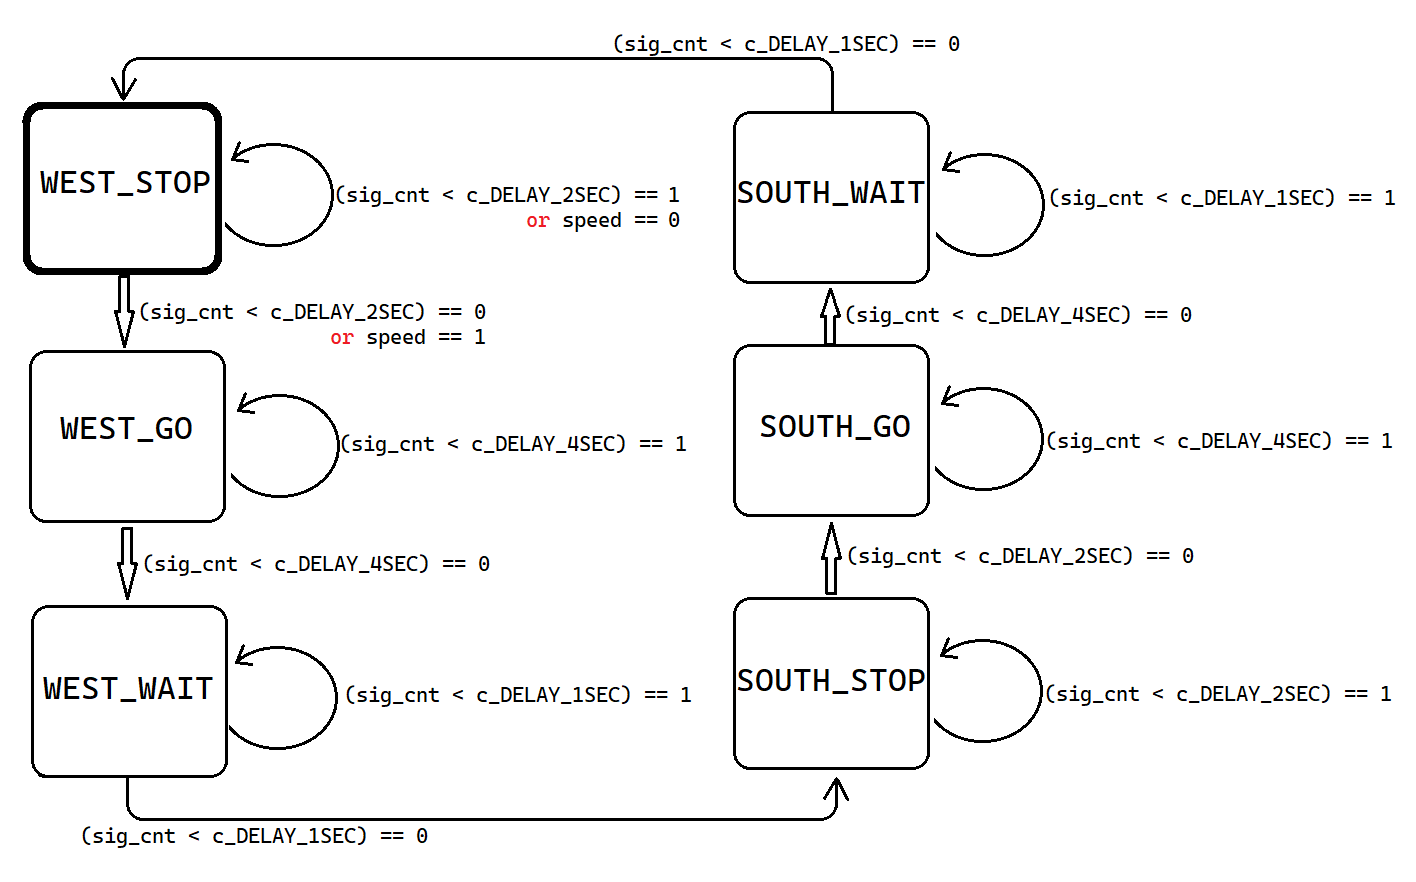 (sig_cnt < c_DELAY_1SEC) == 0
WEST_STOP
(sig_cnt < c_DELAY_2SEC) == 1
or speed == 0
SOUTH_WAIT
(sig_cnt < c_DELAY_1SEC) == 1
(sig_cnt < c_DELAY_2SEC) == 0
or speed == 1
(sig_cnt < c_DELAY_4SEC) == 0
WEST_GO
(sig_cnt < c_DELAY_4SEC) == 1
SOUTH_GO
(sig_cnt < c_DELAY_4SEC) == 1
(sig_cnt < c_DELAY_4SEC) == 0
(sig_cnt < c_DELAY_2SEC) == 0
WEST_WAIT
(sig_cnt < c_DELAY_1SEC) == 1
SOUTH_STOP
(sig_cnt < c_DELAY_2SEC) == 1
(sig_cnt < c_DELAY_1SEC) == 0